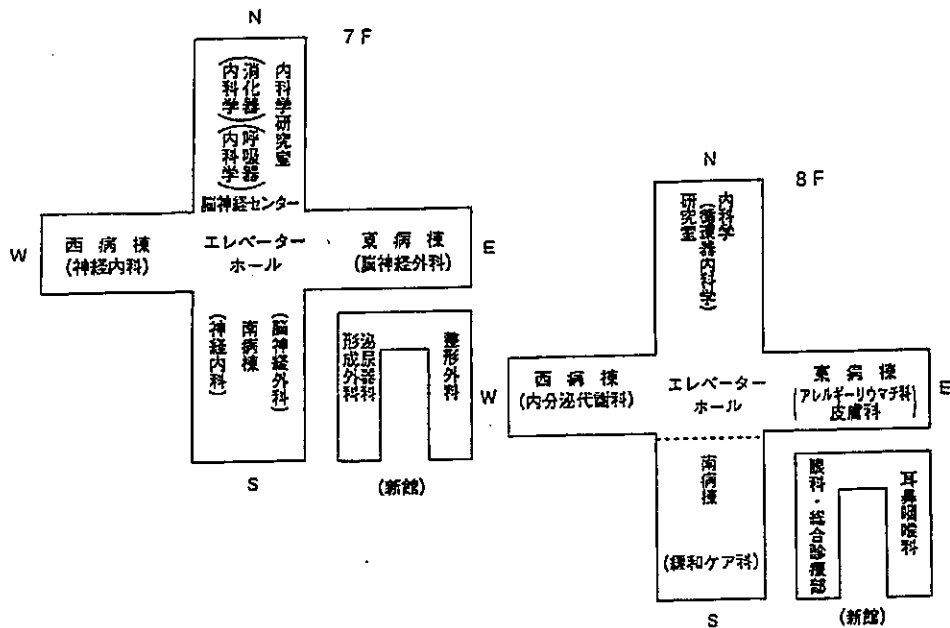 7F
N
内科学研究室
(消化器内科学)
(呼吸器内科学)
脳神経センター
W
西病棟
(神経内科)
エレベーター
ホール
東病棟
(脳神経外科)
E
(脳神経外科)
南病棟
(神経内科)
S
整形外科
泌尿器科
形成外科
(新館)
8F
N
内科学
(循環器内科学)
研究室
W
西病棟
(内分泌代謝科)
エレベーター
ホール
東病棟
(アレルギーリウマチ科
皮膚科)
E
南病棟
(緩和ケア科)
S
耳鼻咽喉科
眼科・総合診療部
(新館)